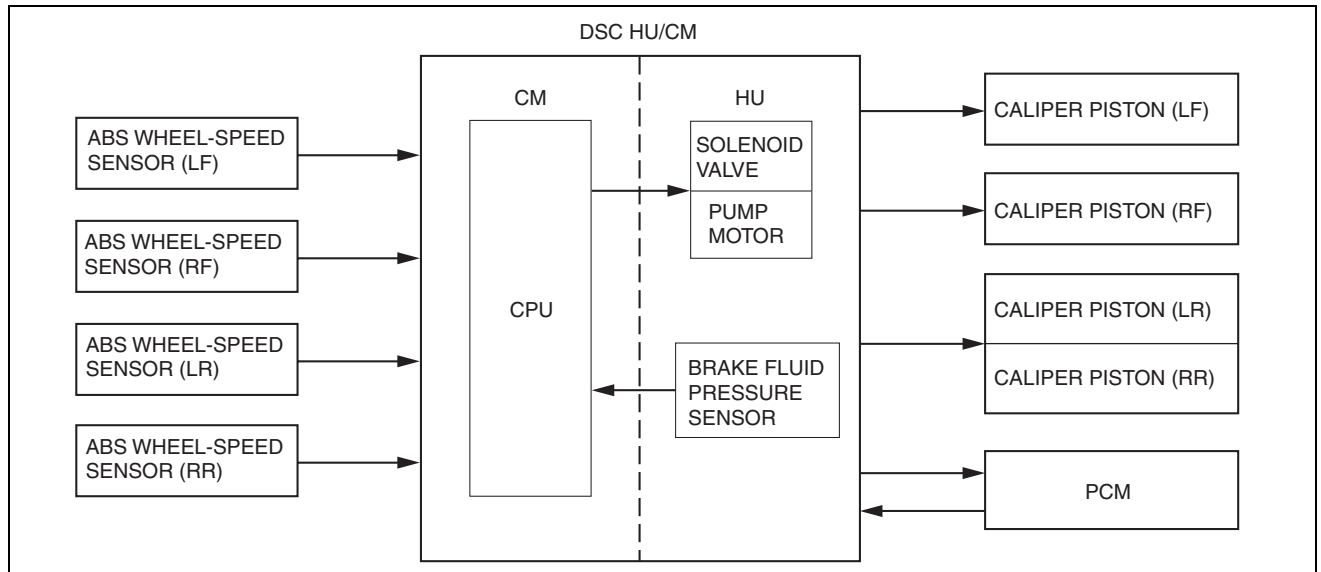 DSC HU/CM
CM
HU
ABS WHEEL-SPEED
SENSOR (LF)
ABS WHEEL-SPEED
SENSOR (RF)
ABS WHEEL-SPEED
SENSOR (LR)
ABS WHEEL-SPEED
SENSOR (RR)
CPU
SOLENOID
VALVE
PUMP
MOTOR
BRAKE FLUID
PRESSURE
SENSOR
CALIPER PISTON (LF)
CALIPER PISTON (RF)
CALIPER PISTON (LR)
CALIPER PISTON (RR)
PCM